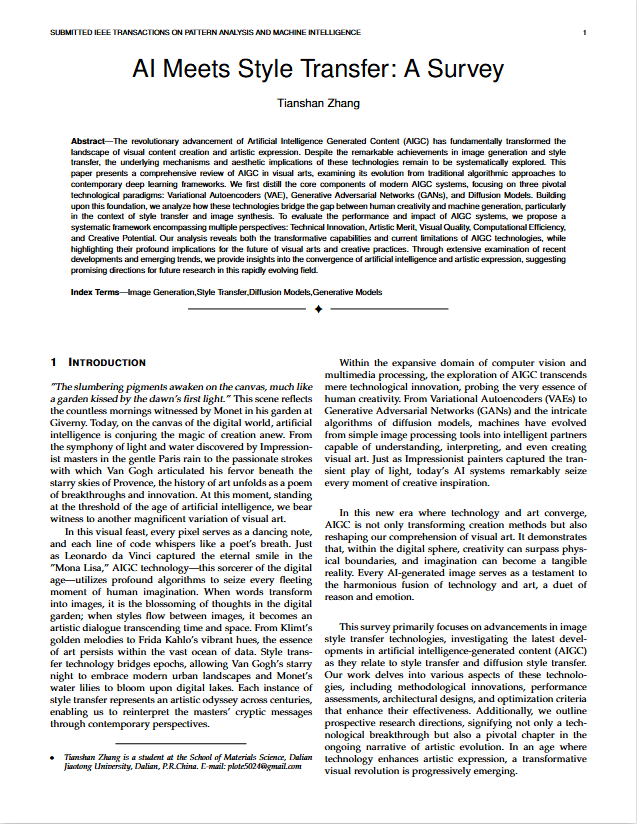 SUBMITTED IEEE TRANSACTIONS ON PATTERN ANALYSIS AND MACHINE INTELLIGENCE 1
AI Meets Style Transfer: A Survey
Tianshan Zhang
Abstract—The revolutionary advancement of Artificial Intelligence Generated Content (AIGC) has fundamentally transformed the
landscape of visual content creation and artistic expression. Despite the remarkable achievements in image generation and style
transfer, the underlying mechanisms and aesthetic implications of these technologies remain to be systematically explored. This
paper presents a comprehensive review of AIGC in visual arts, examining its evolution from traditional algorithmic approaches to
contemporary deep learning frameworks. We first distill the core components of modern AIGC systems, focusing on three pivotal
technological paradigms: Variational Autoencoders (VAE), Generative Adversarial Networks (GANs), and Diffusion Models. Building
upon this foundation, we analyze how these technologies bridge the gap between human creativity and machine generation, particularly
in the context of style transfer and image synthesis. To evaluate the performance and impact of AIGC systems, we propose a
systematic framework encompassing multiple perspectives: Technical Innovation, Artistic Merit, Visual Quality, Computational Efficiency,
and Creative Potential. Our analysis reveals both the transformative capabilities and current limitations of AIGC technologies, while
highlighting their profound implications for the future of visual arts and creative practices. Through extensive examination of recent
developments and emerging trends, we provide insights into the convergence of artificial intelligence and artistic expression, suggesting
promising directions for future research in this rapidly evolving field.
Index Terms—Image Generation,Style Transfer,Diffusion Models,Generative Models
1 INTRODUCTION
"The slumbering pigments awaken on the canvas, much like
a garden kissed by the dawn's first light." This scene reflects
the countless mornings witnessed by Monet in his garden at
Giverny. Today, on the canvas of the digital world, artificial
intelligence is conjuring the magic of creation anew. From
the symphony of light and water discovered by Impression-
ist masters in the gentle Paris rain to the passionate strokes
with which Van Gogh articulated his fervor beneath the
starry skies of Provence, the history of art unfolds as a poem
of breakthroughs and innovation. At this moment, standing
at the threshold of the age of artificial intelligence, we bear
witness to another magnificent variation of visual art.
In this visual feast, every pixel serves as a dancing note,
and each line of code whispers like a poet's breath. Just
as Leonardo da Vinci captured the eternal smile in the
"Mona Lisa," AIGC technology—this sorcerer of the digital
age—utilizes profound algorithms to seize every fleeting
moment of human imagination. When words transform
into images, it is the blossoming of thoughts in the digital
garden; when styles flow between images, it becomes an
artistic dialogue transcending time and space. From Klimt's
golden melodies to Frida Kahlo's vibrant hues, the essence
of art persists within the vast ocean of data. Style trans-
fer technology bridges epochs, allowing Van Gogh's starry
night to embrace modern urban landscapes and Monet's
water lilies to bloom upon digital lakes. Each instance of
style transfer represents an artistic odyssey across centuries,
enabling us to reinterpret the masters' cryptic messages
through contemporary perspectives.
• Tianshan Zhang is a student at the School of Materials Science, Dalian
Jiaotong University, Dalian, P.R.China. E-mail: plote5024@gmail.com
Within the expansive domain of computer vision and
multimedia processing, the exploration of AIGC transcends
mere technological innovation, probing the very essence of
human creativity. From Variational Autoencoders (VAEs) to
Generative Adversarial Networks (GANs) and the intricate
algorithms of diffusion models, machines have evolved
from simple image processing tools into intelligent partners
capable of understanding, interpreting, and even creating
visual art. Just as Impressionist painters captured the tran-
sient play of light, today's AI systems remarkably seize
every moment of creative inspiration.
In this new era where technology and art converge,
AIGC is not only transforming creation methods but also
reshaping our comprehension of visual art. It demonstrates
that, within the digital sphere, creativity can surpass phys-
ical boundaries, and imagination can become a tangible
reality. Every AI-generated image serves as a testament to
the harmonious fusion of technology and art, a duet of
reason and emotion.
This survey primarily focuses on advancements in image
style transfer technologies, investigating the latest devel-
opments in artificial intelligence-generated content (AIGC)
as they relate to style transfer and diffusion style transfer.
Our work delves into various aspects of these technolo-
gies, including methodological innovations, performance
assessments, architectural designs, and optimization criteria
that enhance their effectiveness. Additionally, we outline
prospective research directions, signifying not only a tech-
nological breakthrough but also a pivotal chapter in the
ongoing narrative of artistic evolution. In an age where
technology enhances artistic expression, a transformative
visual revolution is progressively emerging.